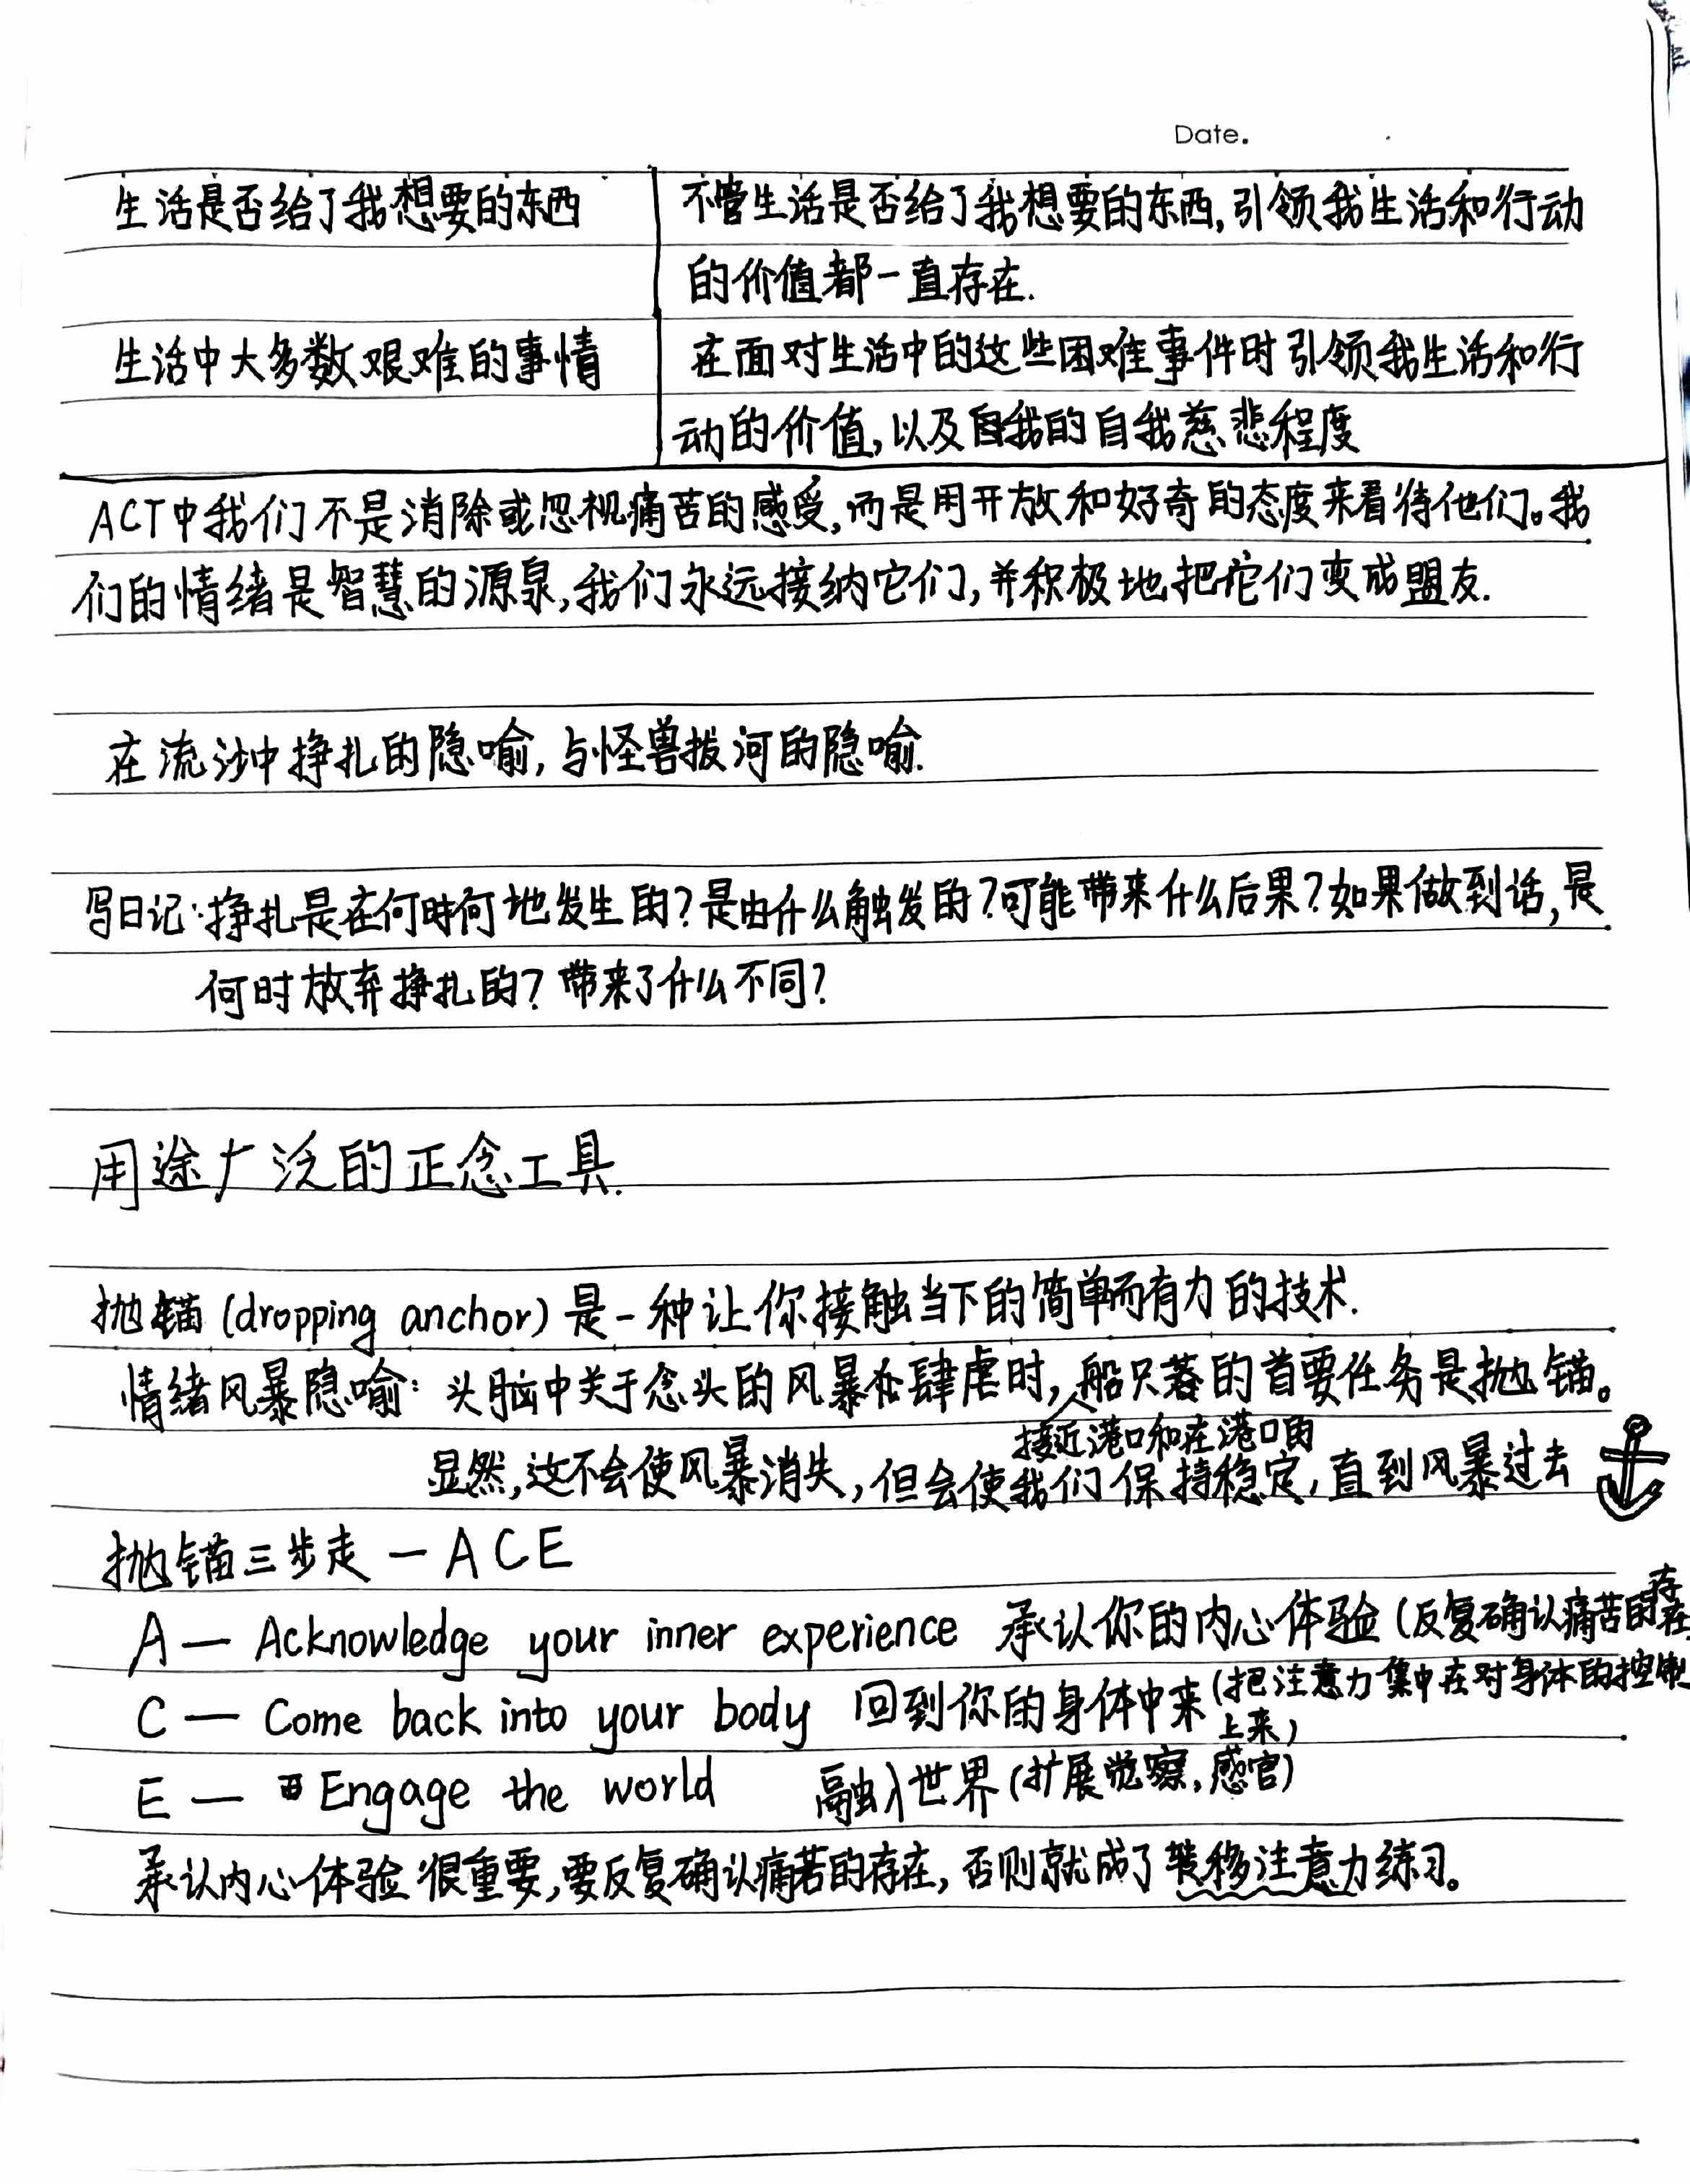 Date.
生活是否给了我想要的东西 不管生活是否给了我想要的东西,引领我生活和行动
的价值都一直存在.
生活中大多数艰难的事情 在面对生活中的这些困难事件时引领我生活和行
动的价值,以及自我的自我慈悲程度
ACT中我们不是消除或忽视痛苦的感受,而是用开放和好奇的态度来看待他们。我
们的情绪是智慧的源泉,我们永远接纳它们,并积极地把它们变成盟友.
在流沙中挣扎的隐喻,与怪兽拔河的隐喻.
写日记:挣扎是在何时何地发生的?是由什么触发的?可能带来什么后果?如果做到话,是
何时放弃挣扎的?带来了什么不同?
用途广泛的正念工具.
抛锚(dropping anchor)是一种让你接触当下的简单而有力的技术.
情绪风暴隐喻:头脑中关于念头的风暴在肆虐时,船只落的首要任务是抛锚。
接近港口和在港口的
显然,这不会使风暴消失,但会使我们保持稳定,直到风暴过去
抛锚三步走—ACE
A— Acknowledge your inner experience 承认你的内心体验(反复确认痛苦的存在
C— Come back into your body 回到你的身体中来(把注意力集中在对身体的控制
上来)
E— Engage the world 融入世界(扩展觉察,感官)
承认内心体验很重要,要反复确认痛苦的存在,否则就成了转移注意力练习。